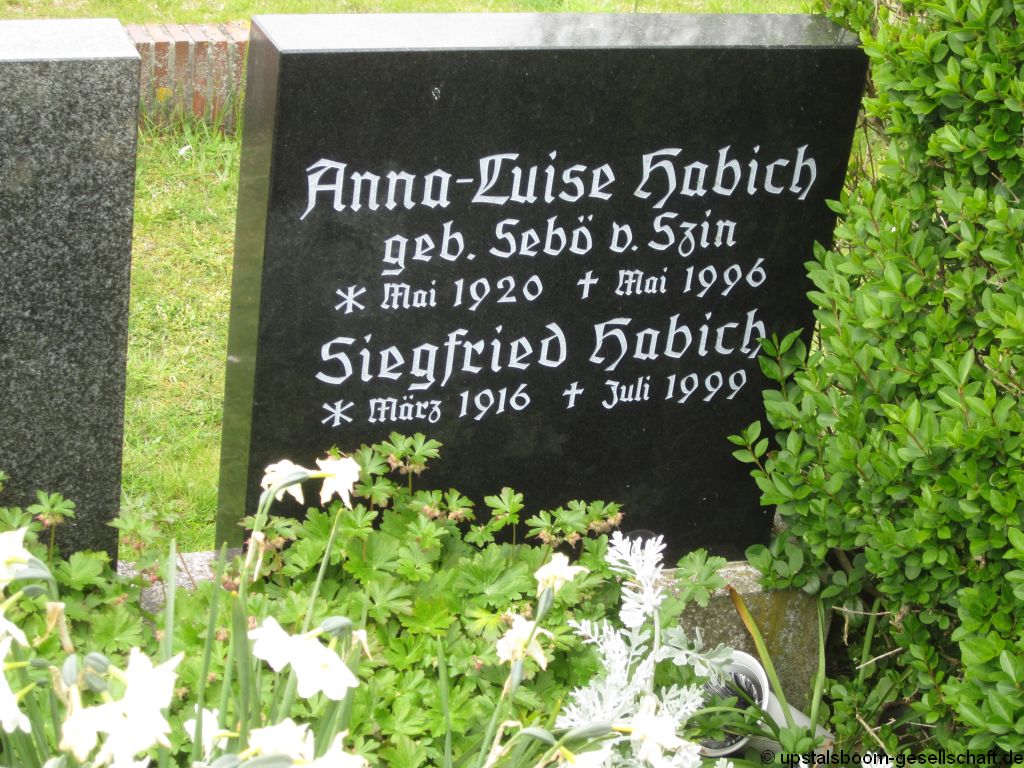 Anna-Luise Habich
geb. Sebö v. Szin
* Mai 1920 † Mai 1996
Siegfried Habich
* März 1916 † Juli 1999
© upstalsboom-gesellschaft.de